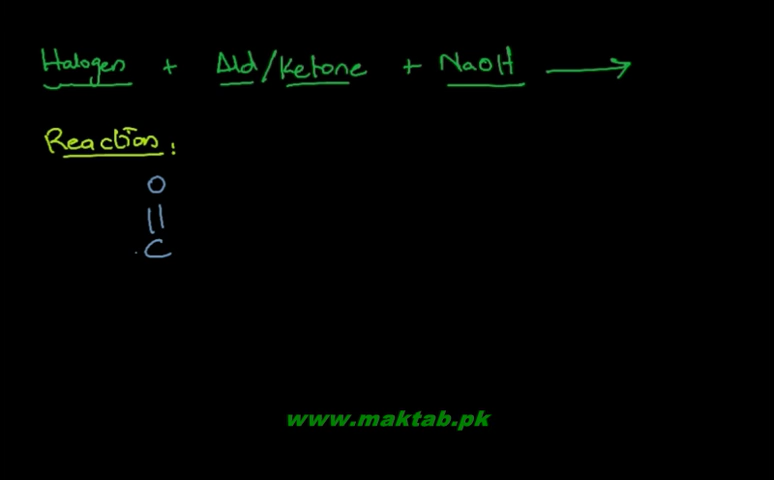 Halogen + Ald/Ketone + NaOH ⟶
Reaction:
O
||
C
www.maktab.pk